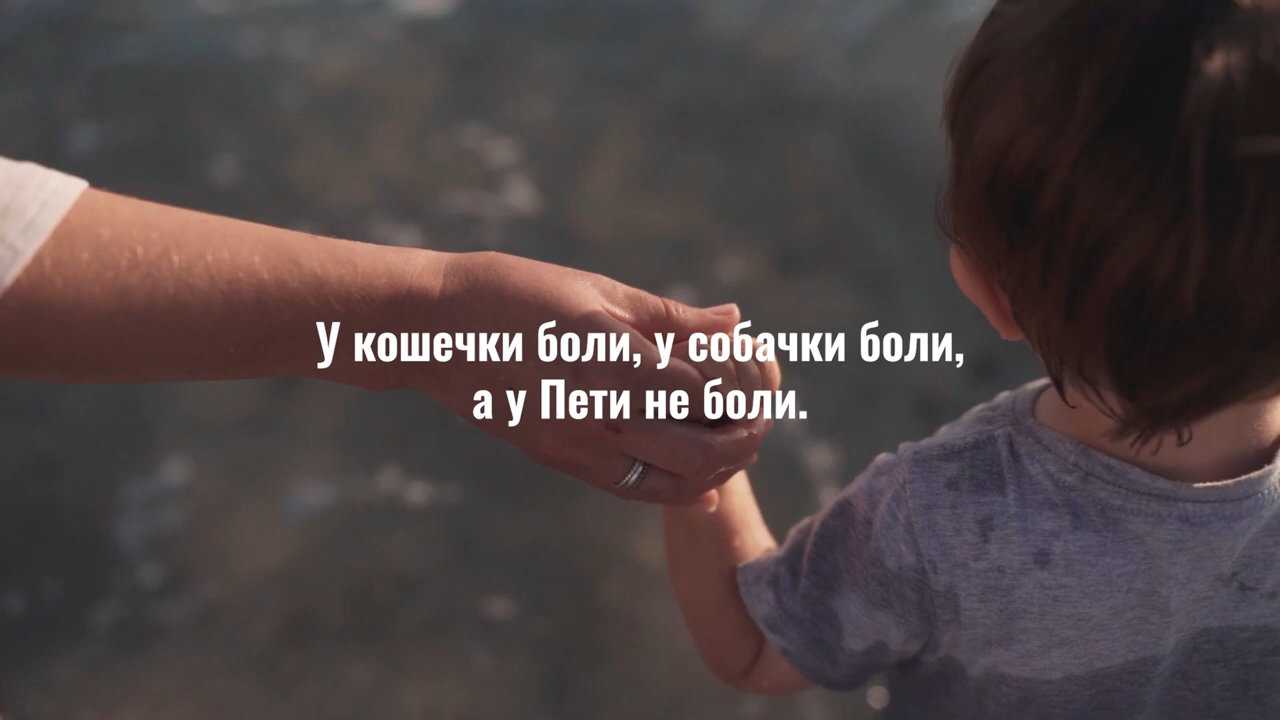 У кошечки боли, у собачки боли,
а у Пети не боли.